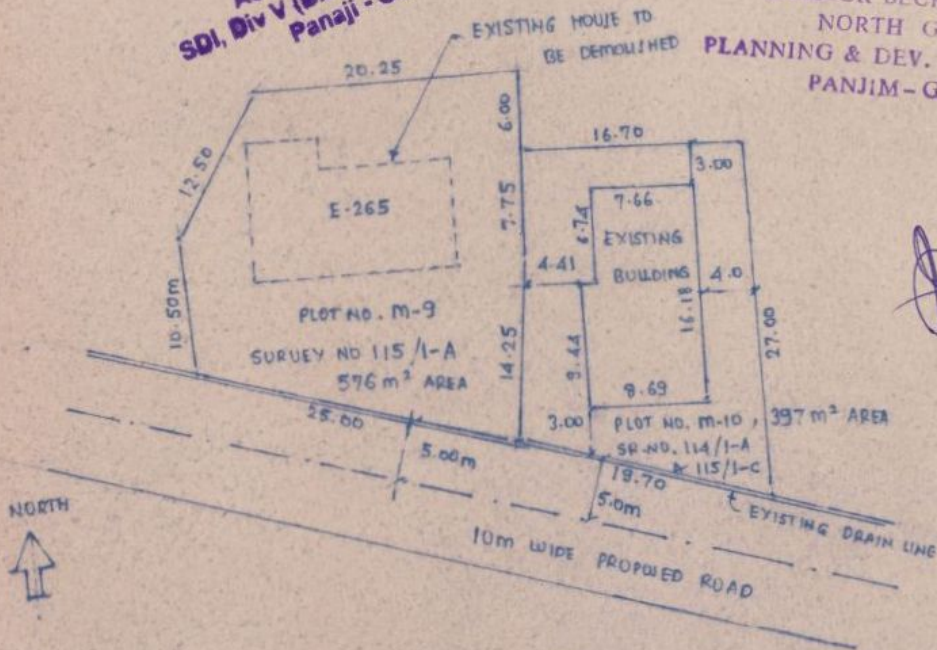 SDI, Div V
Panaji - G
NORTH G
PLANNING & DEV.
PANJIM - G
EXISTING HOUSE TO
BE DEMOLISHED
20.25
6.00
16.70
3.00
12.50
E-265
7.75
7.66
6.74
EXISTING
BUILDING
4.41
4.0
16.18
27.00
10.50m
PLOT NO. M-9
SURVEY NO 115/1-A
576 m² AREA
14.25
9.44
8.69
3.00
PLOT NO. M-10, 397 m² AREA
SR.NO. 114/1-A
& 115/1-C
25.00
5.00m
19.70
5.0m
EXISTING DRAIN LINE
10m WIDE PROPOSED ROAD
NORTH